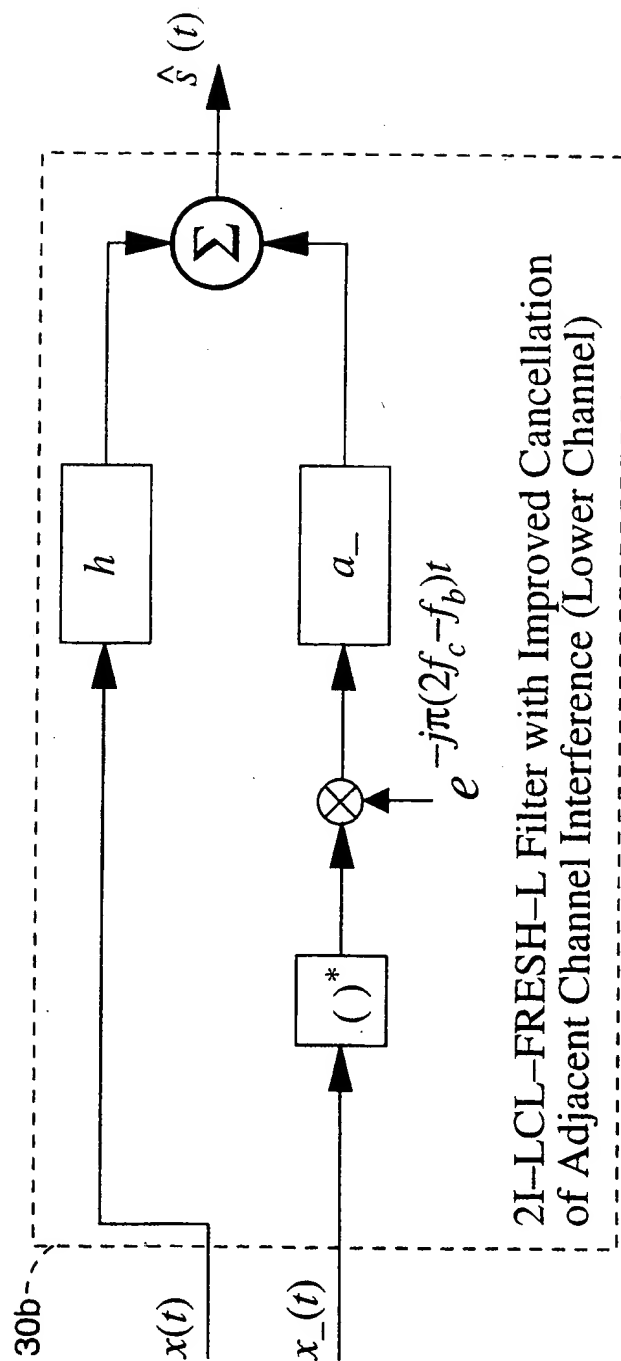 30b
x(t)
h
Σ
ŝ (t)
x_(t)
( )*
e^{-jπ(2f_c-f_b)t}
a_
2I-LCL-FRESH-L Filter with Improved Cancellation
of Adjacent Channel Interference (Lower Channel)